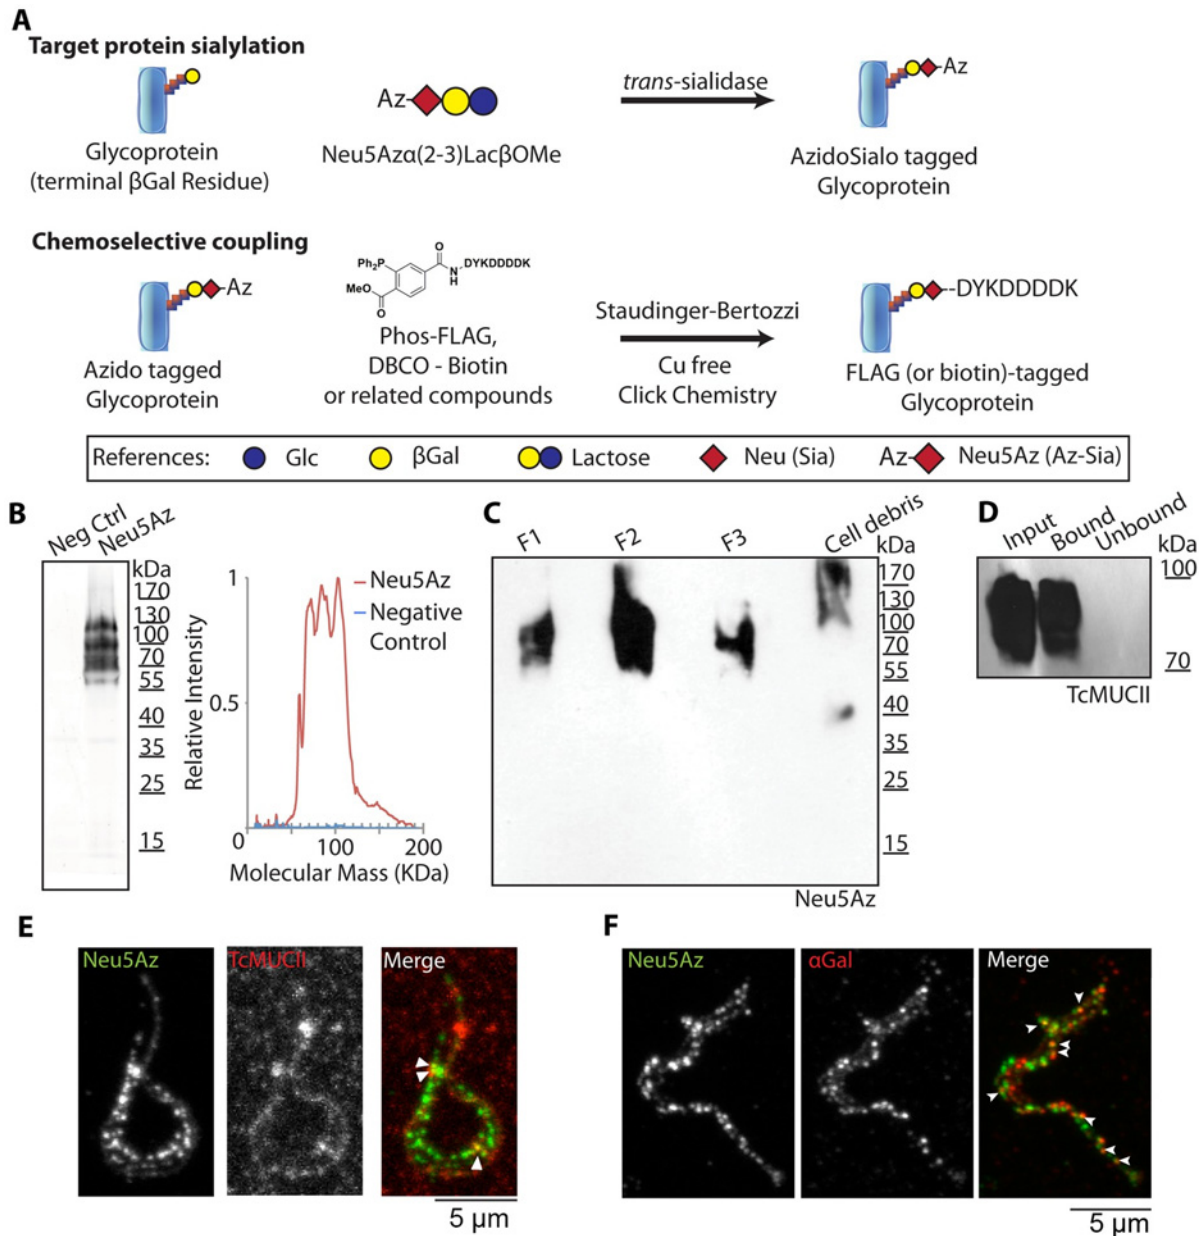 A
Target protein sialylation
Az
trans-sialidase
Az
Glycoprotein
(terminal βGal Residue)
Neu5Azα(2-3)LacβOMe
AzidoSialo tagged
Glycoprotein
Chemoselective coupling
Az
Ph2P
O
N
H
DYKDDDDK
MeO
O
Staudinger-Bertozzi
DYKDDDDK
Azido tagged
Glycoprotein
Phos-FLAG,
DBCO - Biotin
or related compounds
Cu free
Click Chemistry
FLAG (or biotin)-tagged
Glycoprotein
References: Glc βGal Lactose Neu (Sia) Az- Neu5Az (Az-Sia)
B
Neg Ctrl
Neu5Az
kDa
170
130
100
70
55
40
35
25
15
Relative Intensity
1
0.5
0
100
200
Molecular Mass (KDa)
Neu5Az
Negative
Control
C
F1
F2
F3
Cell debris
kDa
170
130
100
70
55
40
35
25
15
Neu5Az
D
Input
Bound
Unbound
kDa
100
70
TcMUCII
E
Neu5Az
TcMUCII
Merge
5 µm
F
Neu5Az
αGal
Merge
5 µm